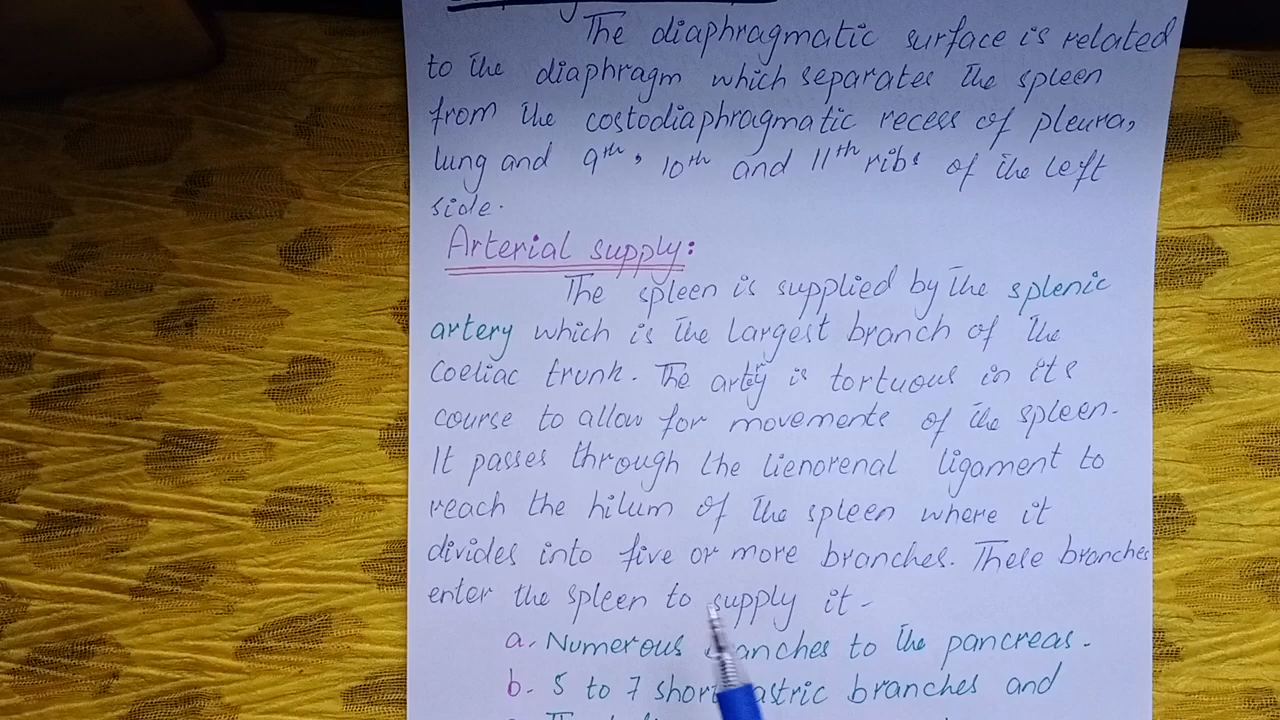 The diaphragmatic surface is related
to the diaphragm which separates the spleen
from the costodiaphragmatic recess of pleura,
lung and 9th, 10th and 11th ribs of the left
side.
Arterial supply:
The spleen is supplied by the splenic
artery which is the largest branch of the
coeliac trunk. The artery is tortuous in its
course to allow for movements of the spleen.
It passes through the lienorenal ligament to
reach the hilum of the spleen where it
divides into five or more branches. These branches
enter the spleen to supply it-
a. Numerous branches to the pancreas.
b. 5 to 7 short gastric branches and